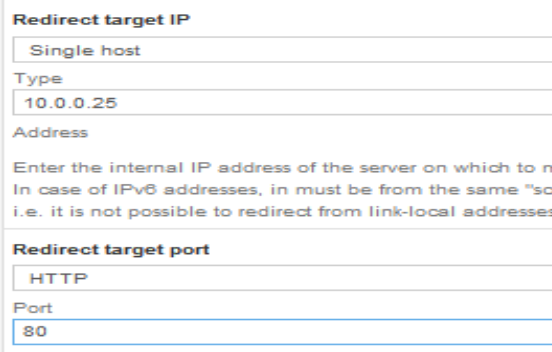 Redirect target IP
Single host
Type
10.0.0.25
Address
Enter the internal IP address of the server on which to
In case of IPv6 addresses, in must be from the same
i.e. it is not possible to redirect from link-local addresses
Redirect target port
HTTP
Port
80